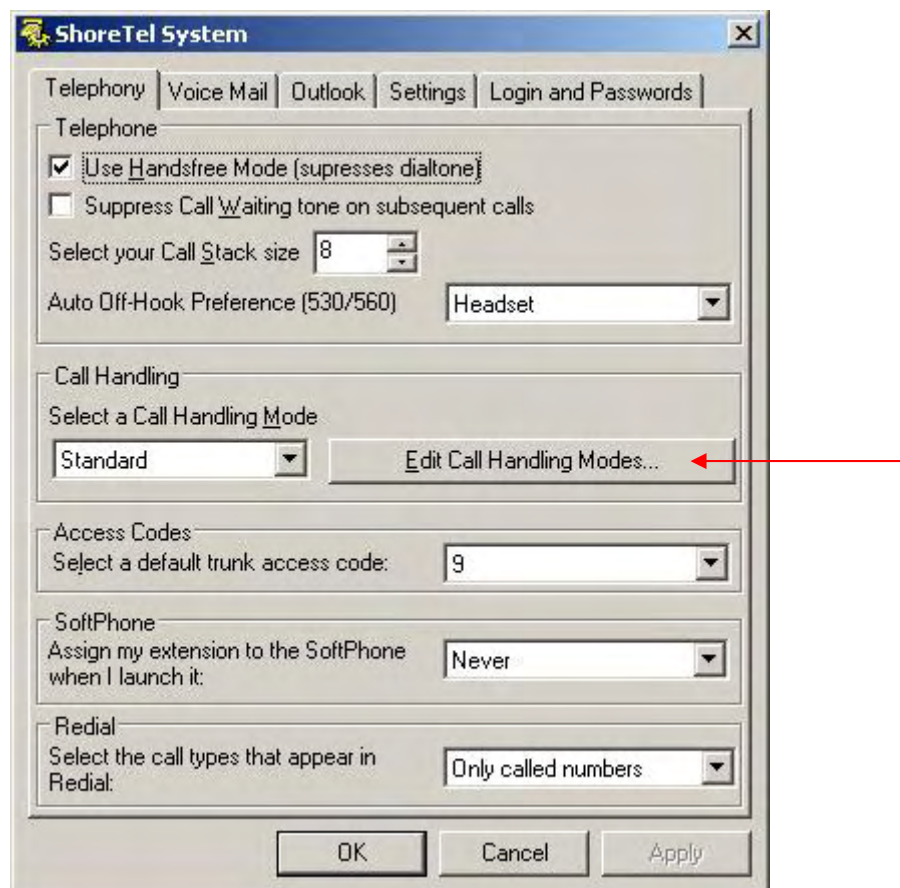 ShoreTel System
Telephony Voice Mail Outlook Settings Login and Passwords
Telephone
Use Handsfree Mode (supresses dialtone)
Suppress Call Waiting tone on subsequent calls
Select your Call Stack size 8
Auto Off-Hook Preference (530/560) Headset
Call Handling
Select a Call Handling Mode
Standard Edit Call Handling Modes...
Access Codes
Select a default trunk access code: 9
SoftPhone
Assign my extension to the SoftPhone
when I launch it: Never
Redial
Select the call types that appear in
Redial: Only called numbers
OK Cancel Apply